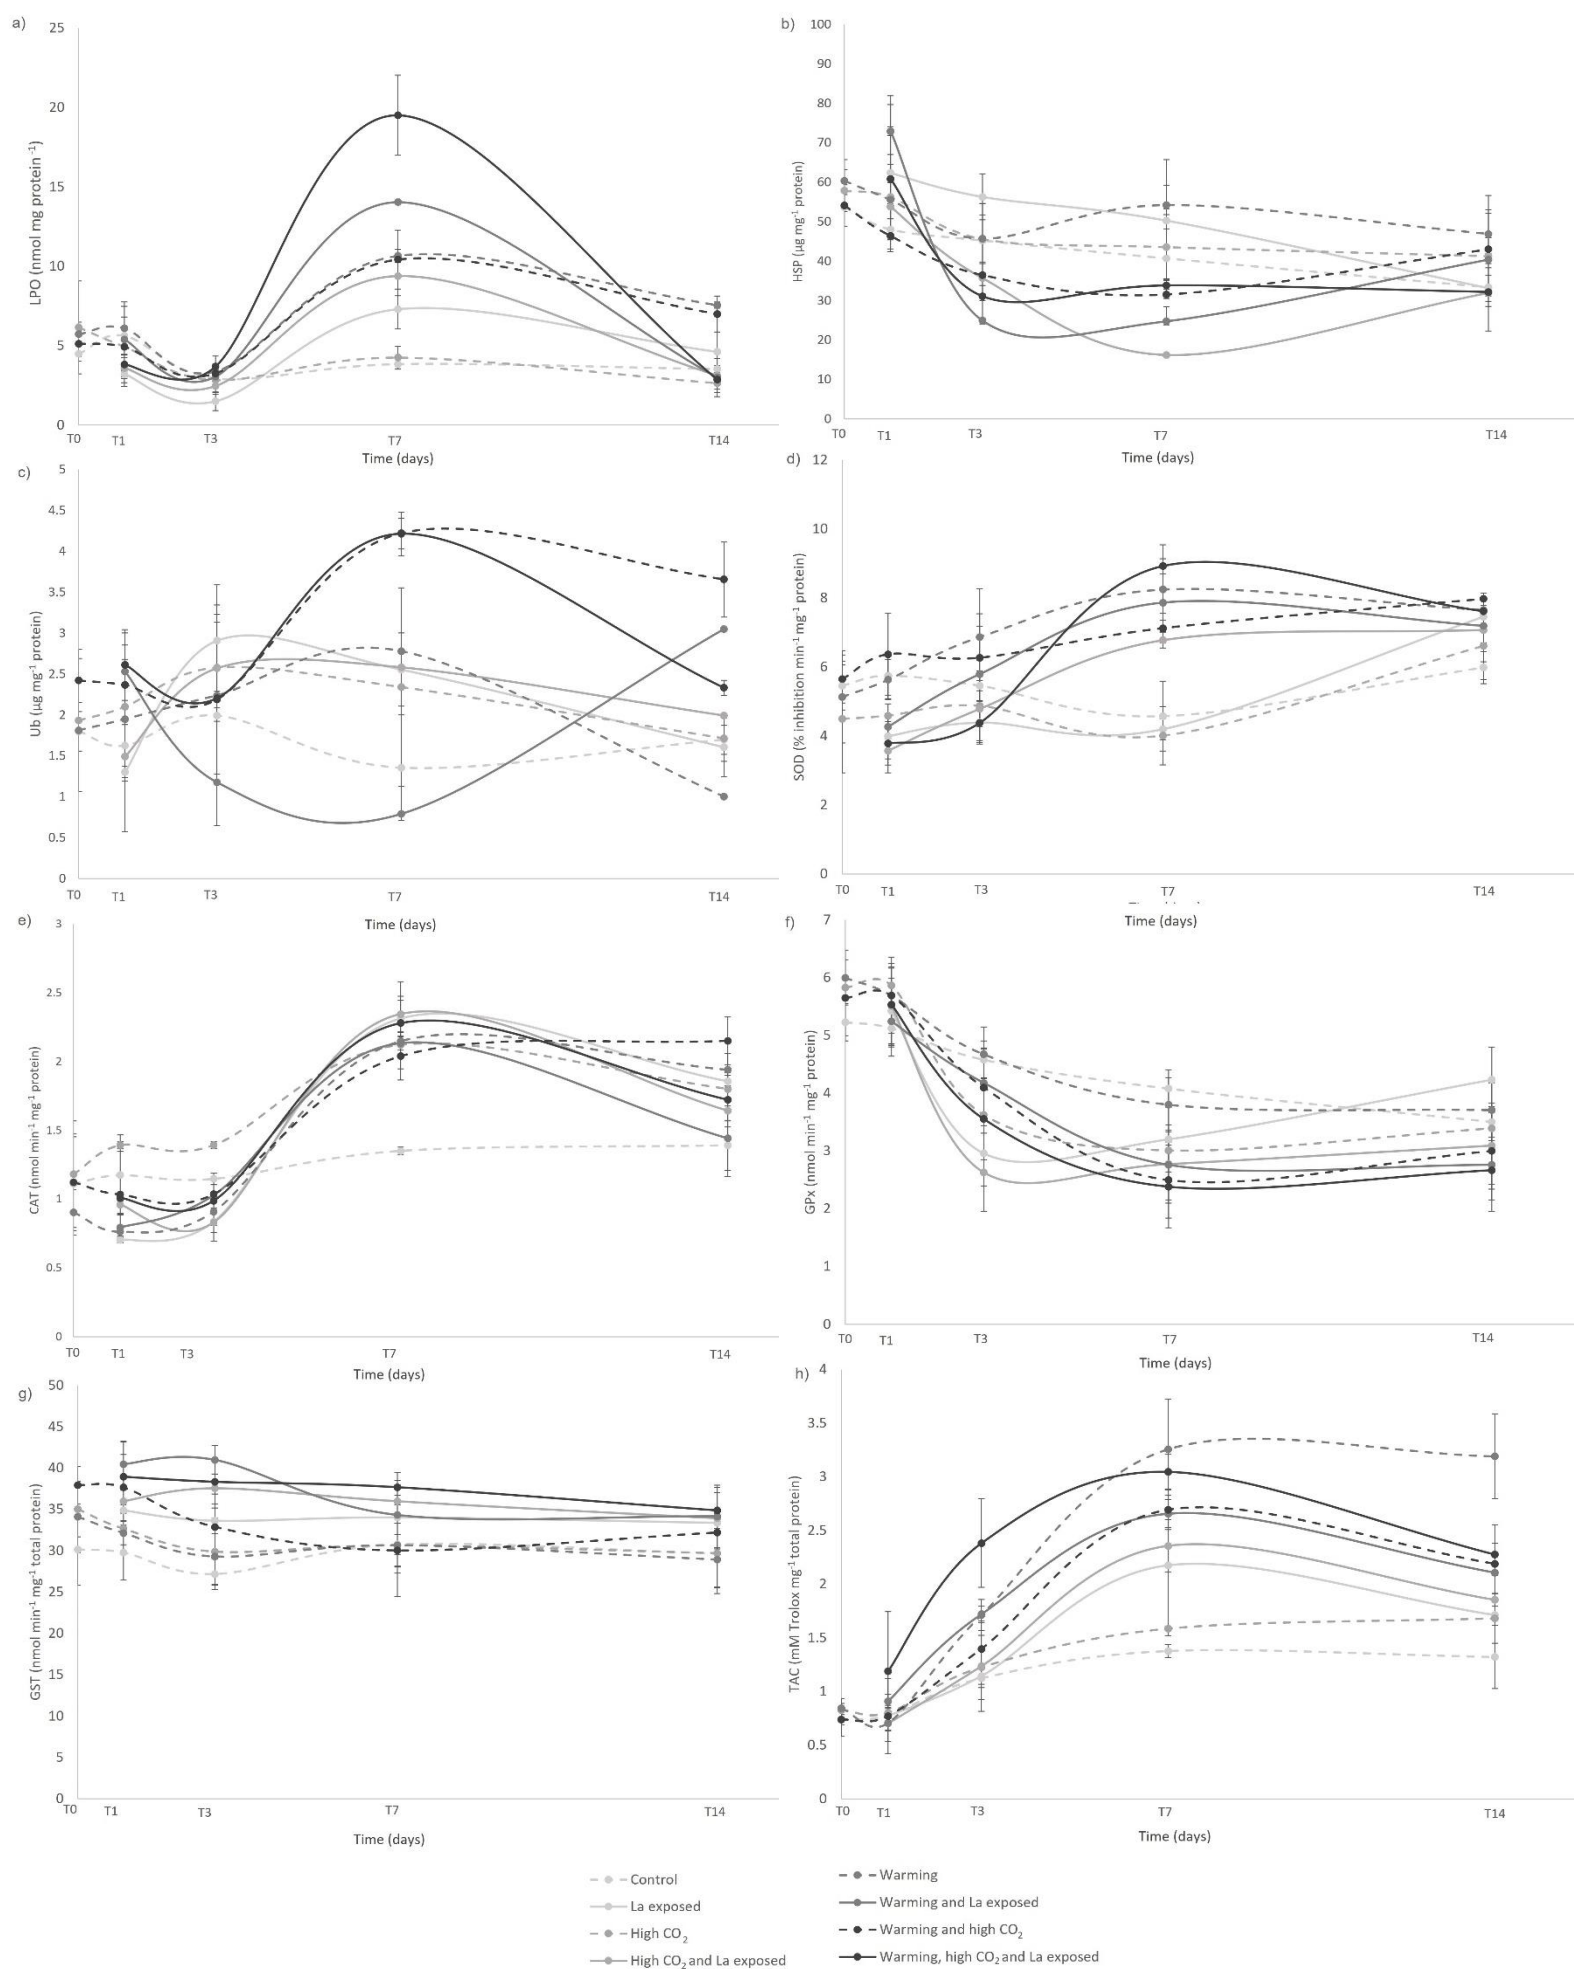 a)
25
20
15
10
5
0
LPO (nmol mg protein⁻¹)
T0
T1
T3
T7
T14
Time (days)
b)
100
90
80
70
60
50
40
30
20
10
0
HSP (µg mg⁻¹ protein)
T0
T1
T3
T7
T14
Time (days)
c)
5
4.5
4
3.5
3
2.5
2
1.5
1
0.5
0
Ub (µg mg⁻¹ protein)
T0
T1
T3
T7
T14
Time (days)
d)
12
10
8
6
4
2
0
SOD (% inhibition min⁻¹ mg⁻¹ protein)
T0
T1
T3
T7
T14
Time (days)
e)
3
2.5
2
1.5
1
0.5
0
CAT (nmol min⁻¹ mg⁻¹ protein)
T0
T1
T3
T7
T14
Time (days)
f)
7
6
5
4
3
2
1
0
GPx (nmol min⁻¹ mg⁻¹ protein)
T0
T1
T3
T7
T14
Time (days)
g)
50
45
40
35
30
25
20
15
10
5
0
GST (nmol min⁻¹ mg⁻¹ total protein)
T0
T1
T3
T7
T14
Time (days)
h)
4
3.5
3
2.5
2
1.5
1
0.5
0
TAC (mM Trolox mg⁻¹ total protein)
T0
T1
T3
T7
T14
Time (days)
Control
La exposed
High CO₂
High CO₂ and La exposed
Warming
Warming and La exposed
Warming and high CO₂
Warming, high CO₂ and La exposed